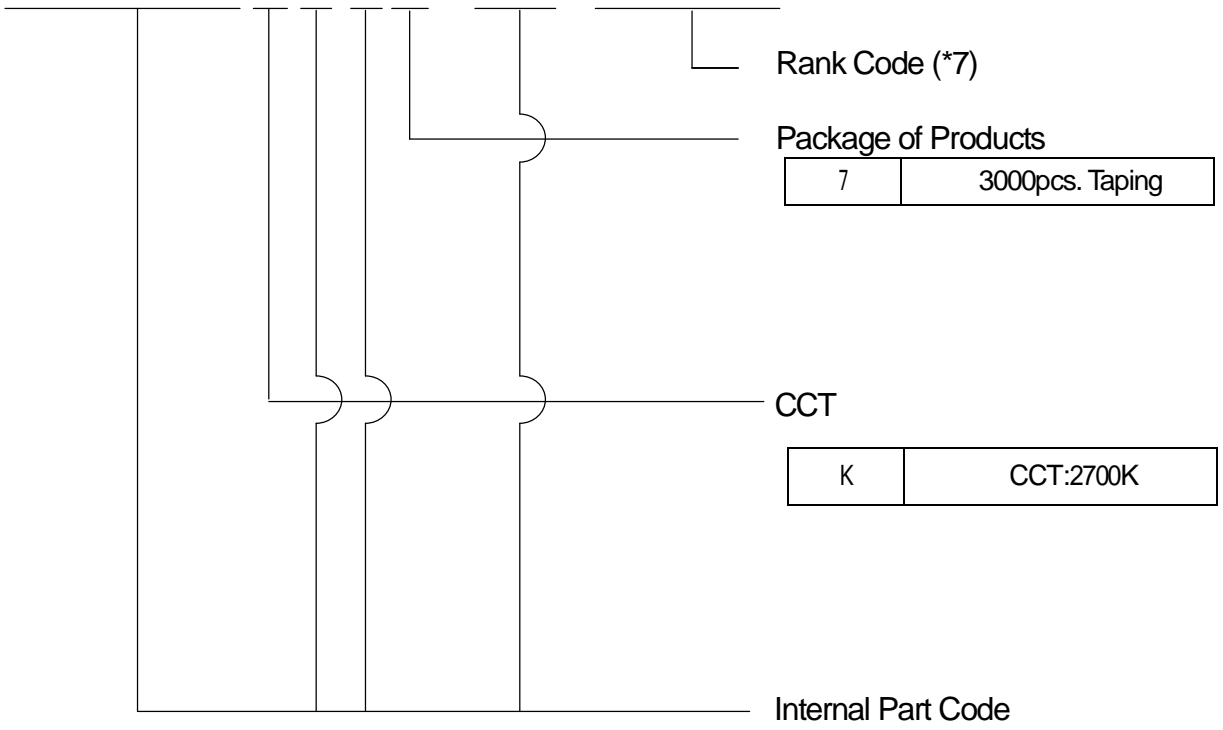 Rank Code (*7)
Package of Products
7 3000pcs. Taping
CCT
K CCT:2700K
Internal Part Code